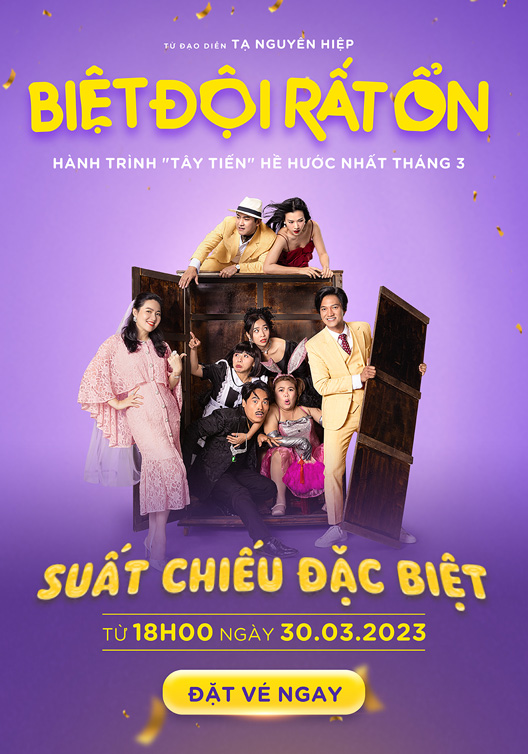 TỪ ĐẠO DIỄN TẠ NGUYÊN HIỆP
BIỆT ĐỘI RẤT ỔN
HÀNH TRÌNH "TÂY TIẾN" HỀ HƯỚC NHẤT THÁNG 3
SUẤT CHIẾU ĐẶC BIỆT
TỪ 18H00 NGÀY 30.03.2023
ĐẶT VÉ NGAY